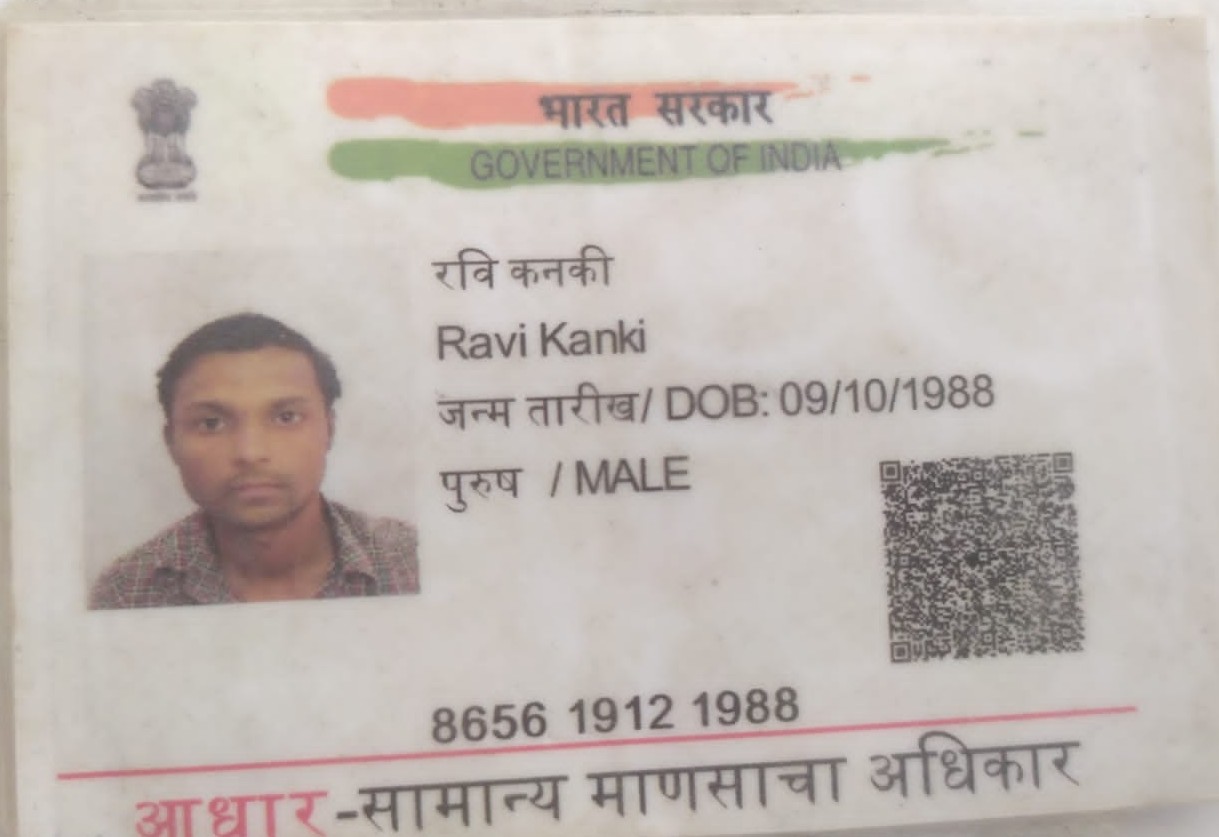 भारत सरकार
GOVERNMENT OF INDIA
रवि कनकी
Ravi Kanki
जन्म तारीख/ DOB: 09/10/1988
पुरुष / MALE
8656 1912 1988
आधार-सामान्य माणसाचा अधिकार